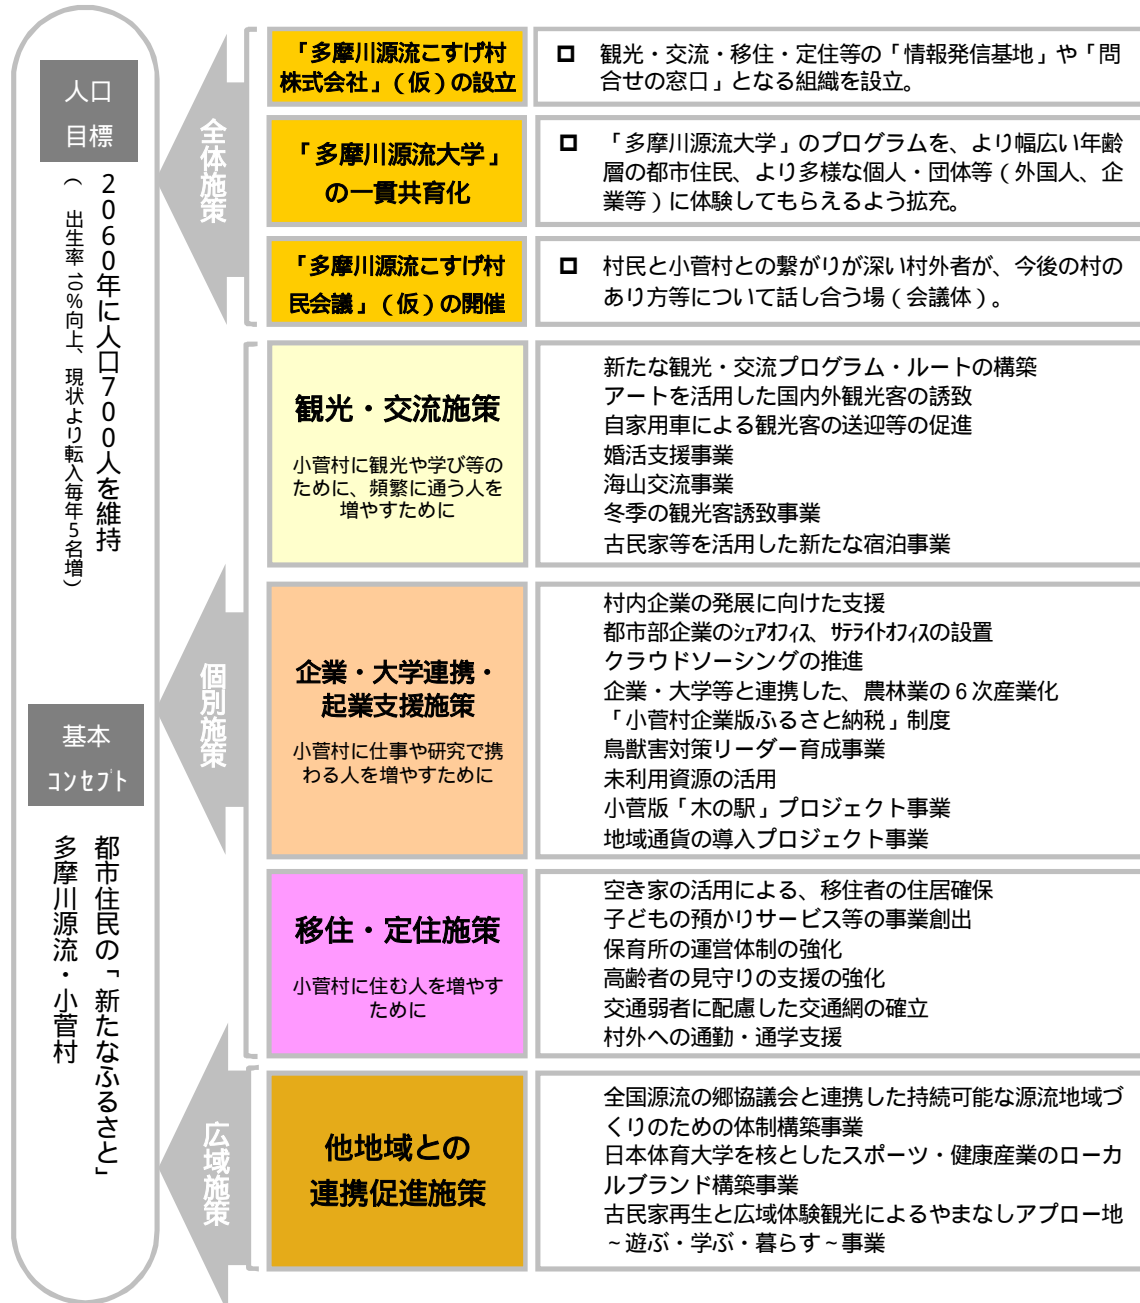 人口
目標
2060年に人口700人を維持
（出生率10%向上、現状より転入毎年5名増）
基本
コンセプト
都市住民の「新たなふるさと」
多摩川源流・小菅村
全体施策
「多摩川源流こすげ村
株式会社」（仮）の設立
観光・交流・移住・定住等の「情報発信基地」や「問
合せの窓口」となる組織を設立。
「多摩川源流大学」
の一貫共育化
「多摩川源流大学」のプログラムを、より幅広い年齢
層の都市住民、より多様な個人・団体等（外国人、企
業等）に体験してもらえるよう拡充。
「多摩川源流こすげ村
民会議」（仮）の開催
村民と小菅村との繋がりが深い村外者が、今後の村の
あり方等について話し合う場（会議体）。
個別施策
観光・交流施策
小菅村に観光や学び等の
ために、頻繁に通う人を
増やすために
新たな観光・交流プログラム・ルートの構築
アートを活用した国内外観光客の誘致
自家用車による観光客の送迎等の促進
婚活支援事業
海山交流事業
冬季の観光客誘致事業
古民家等を活用した新たな宿泊事業
企業・大学連携・
起業支援施策
小菅村に仕事や研究で携
わる人を増やすために
村内企業の発展に向けた支援
都市部企業のシェアオフィス、サテライトオフィスの設置
クラウドソーシングの推進
企業・大学等と連携した、農林業の６次産業化
「小菅村企業版ふるさと納税」制度
鳥獣害対策リーダー育成事業
未利用資源の活用
小菅版「木の駅」プロジェクト事業
地域通貨の導入プロジェクト事業
移住・定住施策
小菅村に住む人を増やす
ために
空き家の活用による、移住者の住居確保
子どもの預かりサービス等の事業創出
保育所の運営体制の強化
高齢者の見守りの支援の強化
交通弱者に配慮した交通網の確立
村外への通勤・通学支援
広域施策
他地域との
連携促進施策
全国源流の郷協議会と連携した持続可能な源流地域づ
くりのための体制構築事業
日本体育大学を核としたスポーツ・健康産業のローカ
ルブランド構築事業
古民家再生と広域体験観光によるやまなしアプロー地
~遊ぶ・学ぶ・暮らす~事業